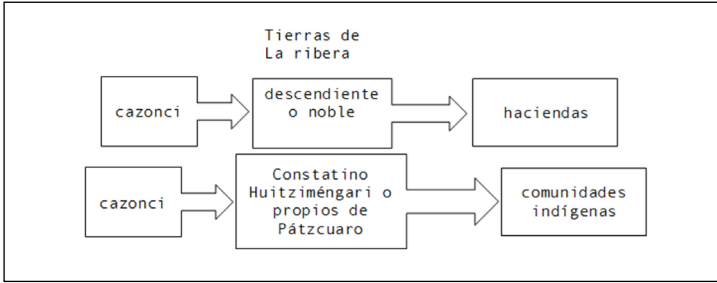 Tierras de
La ribera
cazonci
descendiente
o noble
haciendas
cazonci
Constatino
Huitziméngari o
propios de
Pátzcuaro
comunidades
indígenas